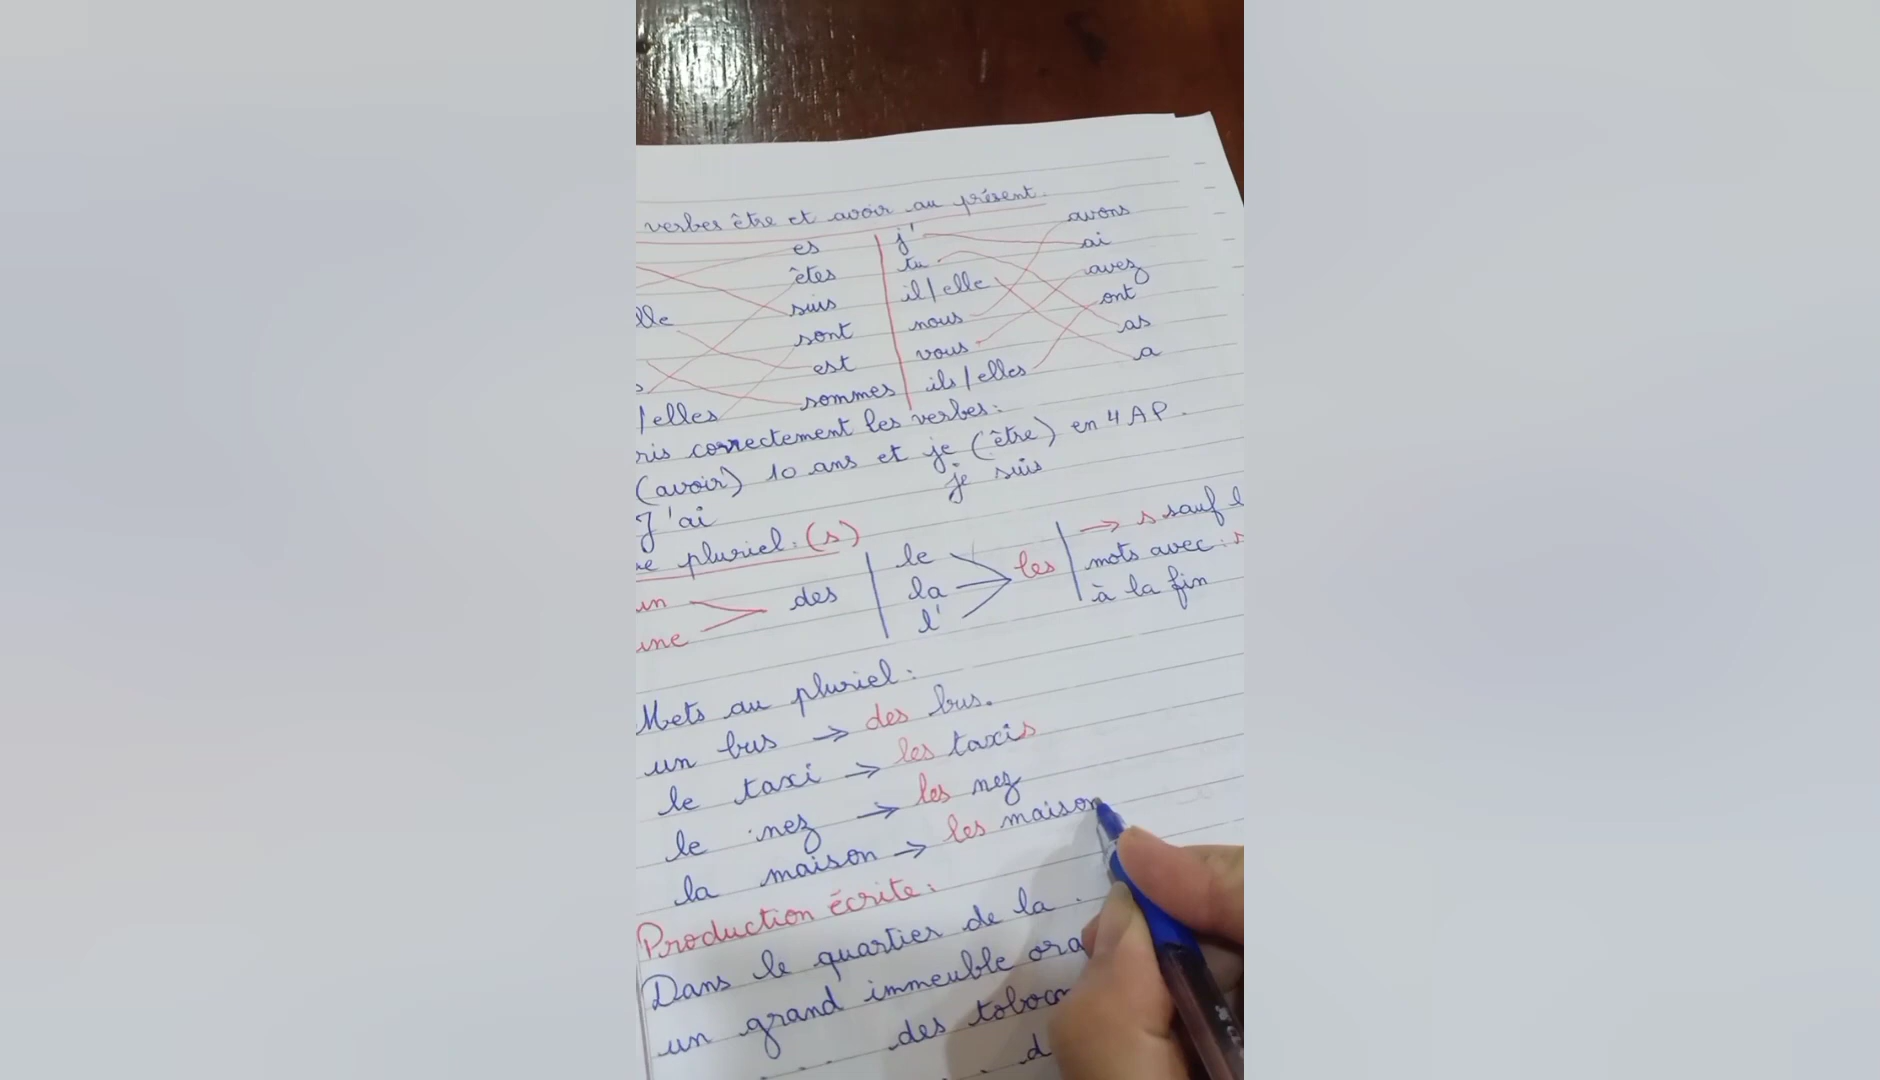 verbes être et avoir au présent.
es | j' avons
êtes tu ai
suis il/elle avez
lle sont nous ont
est vous as
sommes ils/elles a
/elles
ris correctement les verbes:
(avoir) 10 ans et je (être) en 4 AP.
J'ai je suis
pluriel: (s)
un
une
des
le
la
l'
les
→ s sauf
mots avec: s
à la fin
Mets au pluriel:
un bus → des bus.
le taxi → les taxis
le nez → les nez
la maison → les maison
Production écrite:
Dans le quartier de la .
un grand immeuble ora
des toboc
d